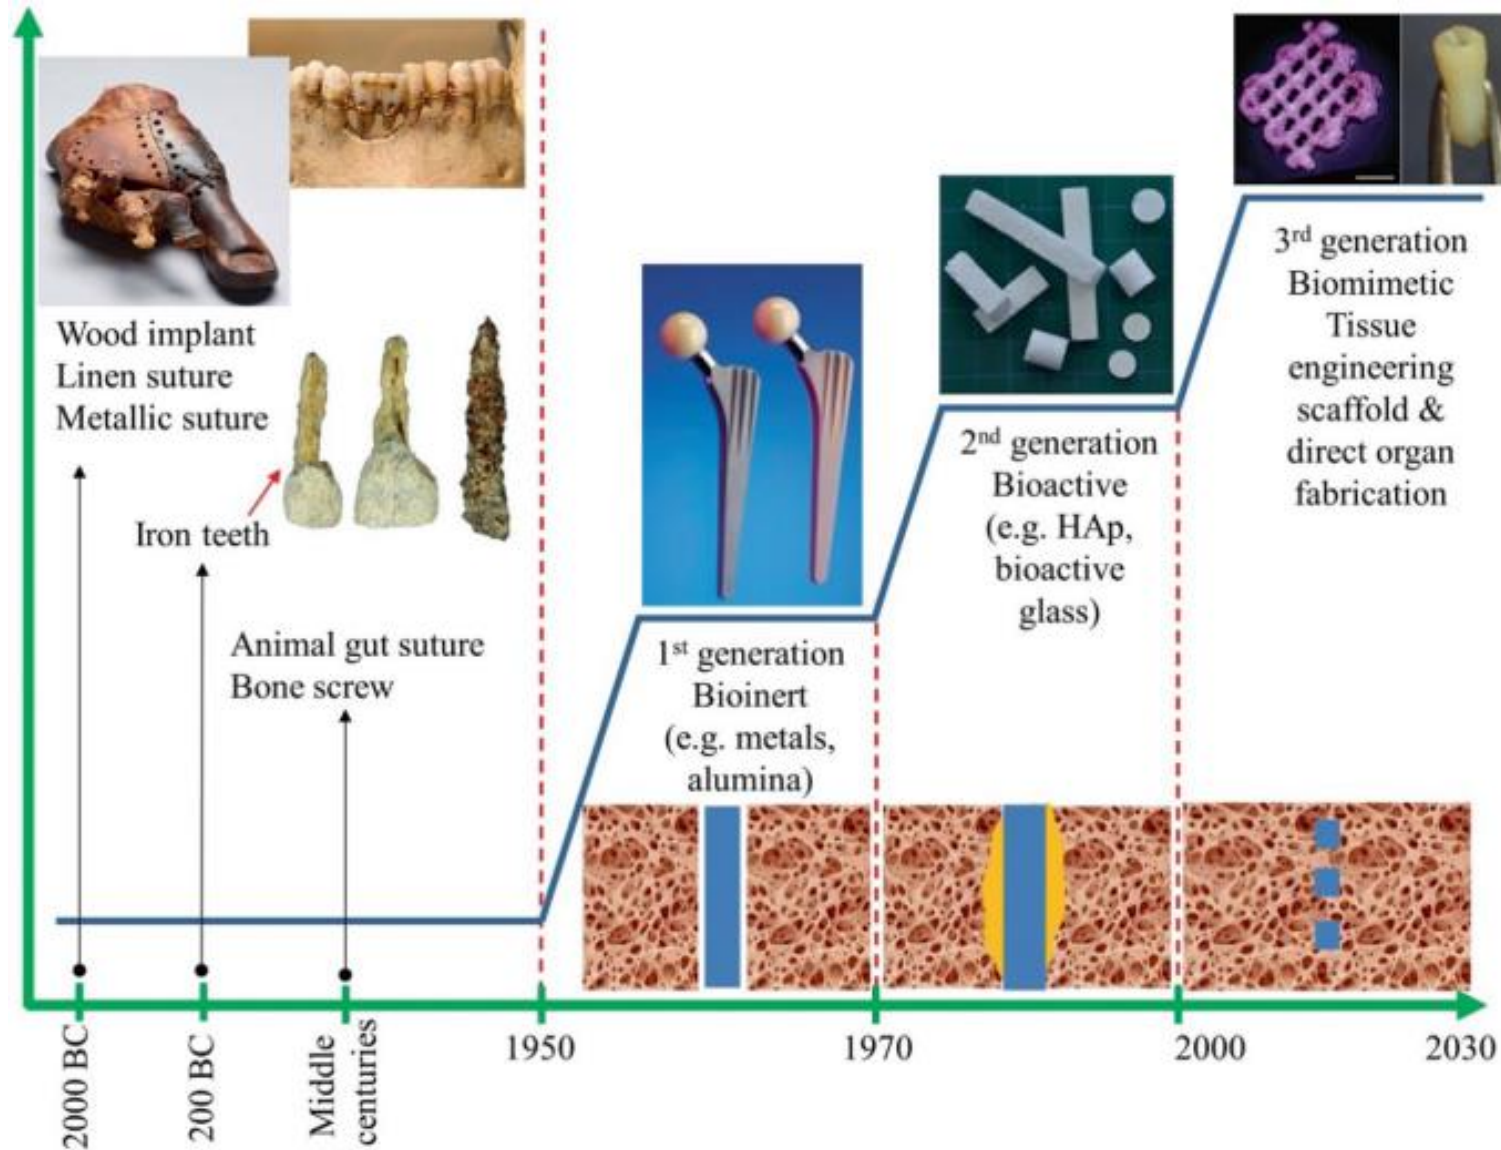 Wood implant
Linen suture
Metallic suture
Iron teeth
Animal gut suture
Bone screw
1st generation
Bioinert
(e.g. metals,
alumina)
2nd generation
Bioactive
(e.g. HAp,
bioactive
glass)
3rd generation
Biomimetic
Tissue
engineering
scaffold &
direct organ
fabrication
2000 BC
200 BC
Middle
centuries
1950
1970
2000
2030